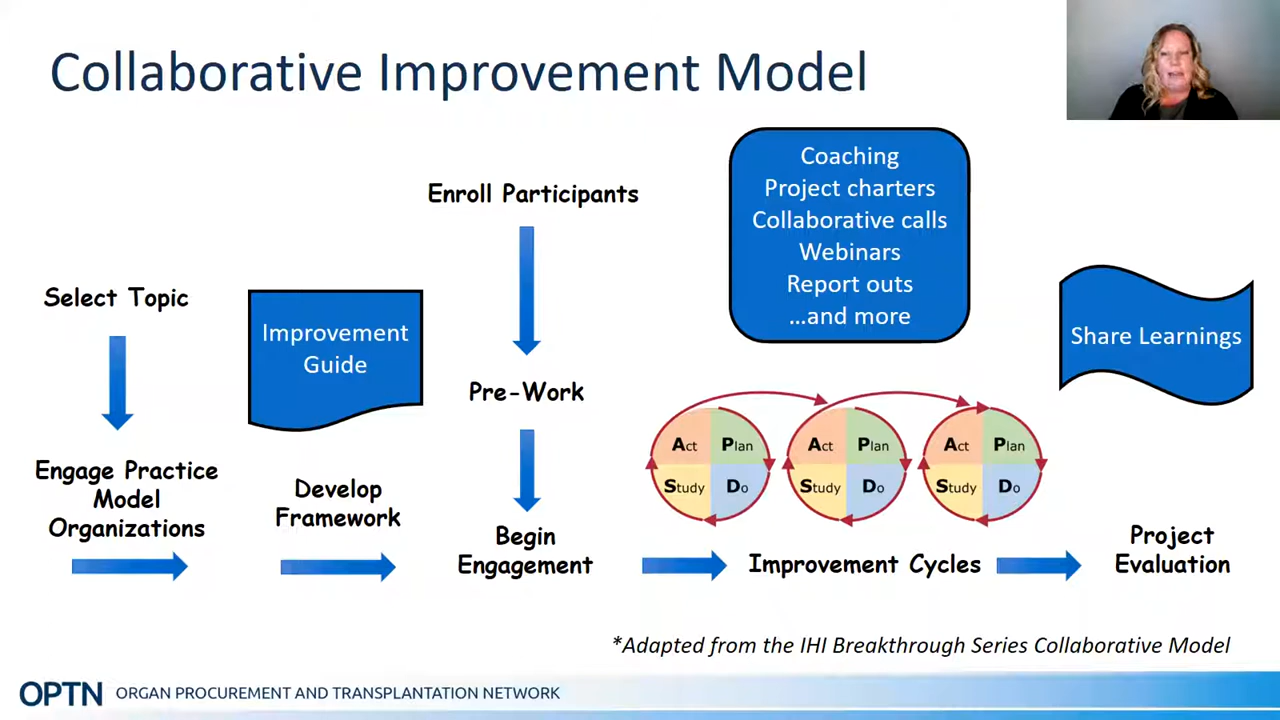 Collaborative Improvement Model
Select Topic
Engage Practice
Model
Organizations
Improvement
Guide
Develop
Framework
Enroll Participants
Pre-Work
Begin
Engagement
Coaching
Project charters
Collaborative calls
Webinars
Report outs
...and more
Act Plan
Study Do
Act Plan
Study Do
Act Plan
Study Do
Improvement Cycles
Share Learnings
Project
Evaluation
*Adapted from the IHI Breakthrough Series Collaborative Model
OPTN ORGAN PROCUREMENT AND TRANSPLANTATION NETWORK